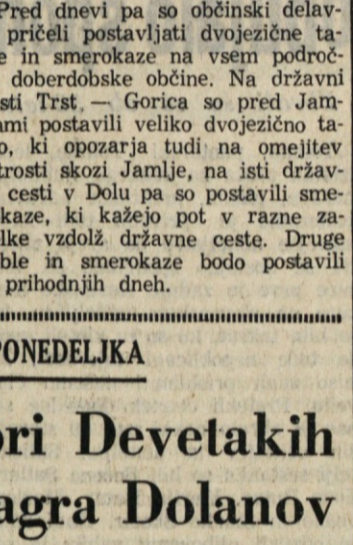 Pred dnevi pa so občinski delav-
pričeli postavljati dvojezične ta-
e in smerokaze na vsem področ-
doberdobske občine. Na državni
sti Trst — Gorica so pred Jam-
ami postavili veliko dvojezično ta-
o, ki opozarja tudi na omejitev
trosti skozi Jamlje, na isti držav-
cesti v Dolu pa so postavili sme-
okaze, ki kažejo pot v razne za-
elke vzdolž državne ceste. Druge
ble in smerokaze bodo postavili
prihodnjih dneh.
PONEDELJKA
ori Devetakih
agra Dolanov